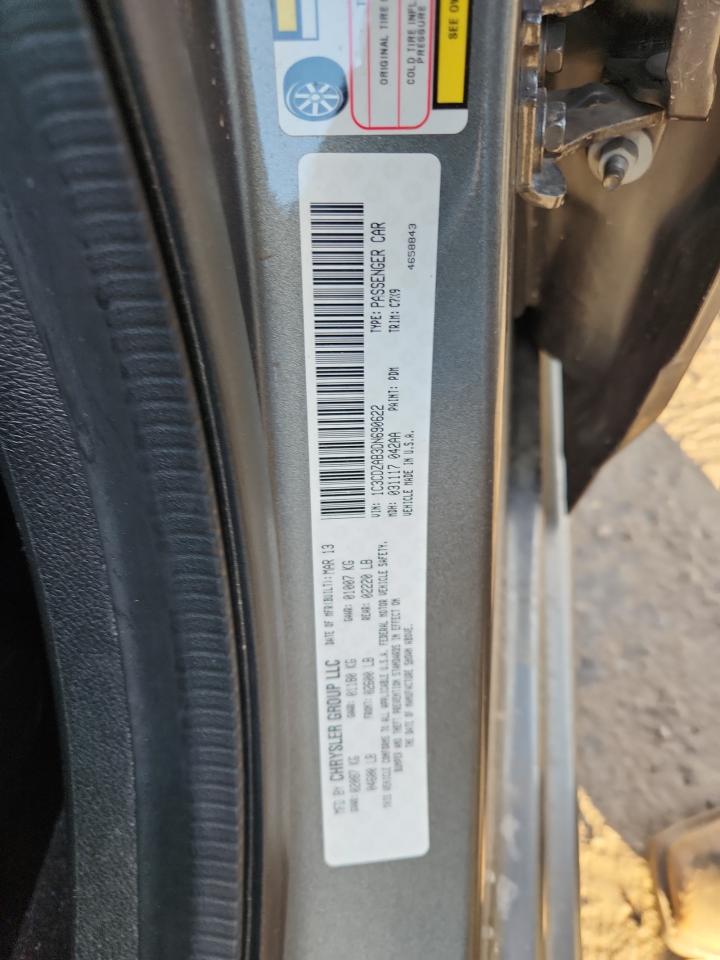 ORIGINAL TIRE
COLD TIRE INFL
PRESSURE
SEE OW
MFD BY CHRYSLER GROUP LLC
DATE OF MFR(BUILT): MAR 13
GVWR: 02087 KG
GAWR: 01180 KG
GAWR: 01007 KG
04600 LB
FRONT: 02600 LB
REAR: 02220 LB
THIS VEHICLE CONFORMS TO ALL APPLICABLE U.S.A. FEDERAL MOTOR VEHICLE SAFETY,
BUMPER AND THEFT PREVENTION STANDARDS IN EFFECT ON
THE DATE OF MANUFACTURE SHOWN ABOVE.
VIN: 1C3CDZAB3DN690622
TYPE: PASSENGER CAR
MDH: 031117 042AA
PAINT: PDM
TRIM: C7X9
VEHICLE MADE IN U.S.A.
4658843